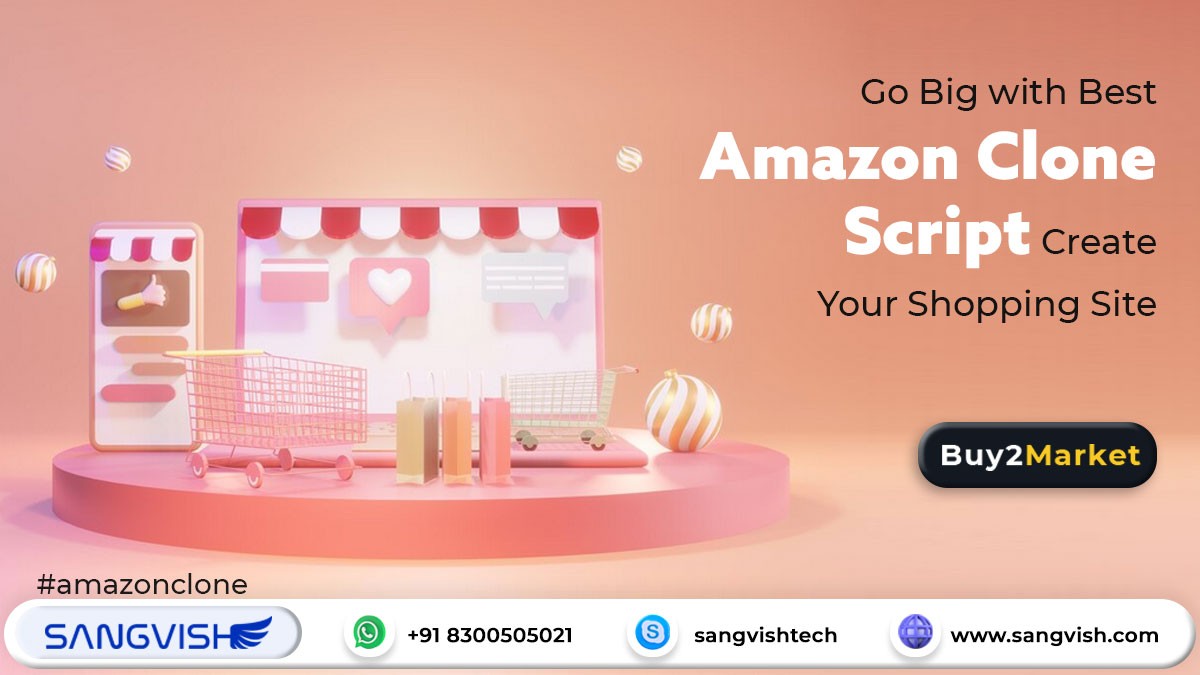 Go Big with Best
Amazon Clone
Script Create
Your Shopping Site
Buy2Market
#amazonclone
SANGVISH
+91 8300505021
sangvishtech
www.sangvish.com